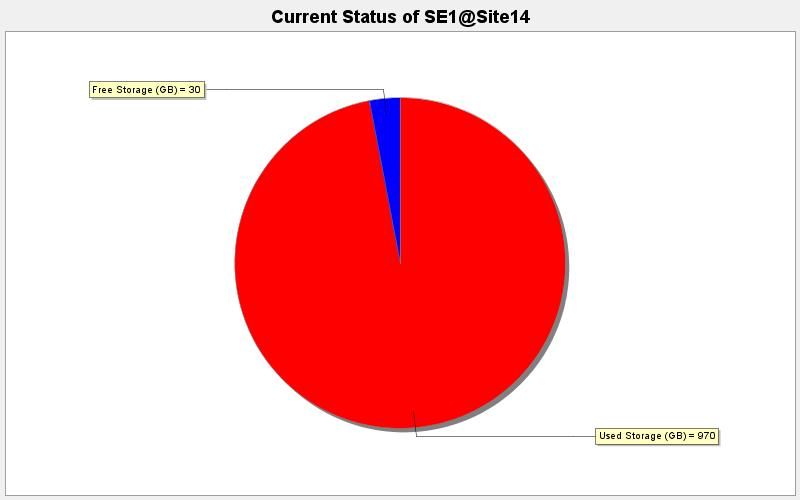 Current Status of SE1@Site14
Free Storage (GB) = 30
Used Storage (GB) = 970